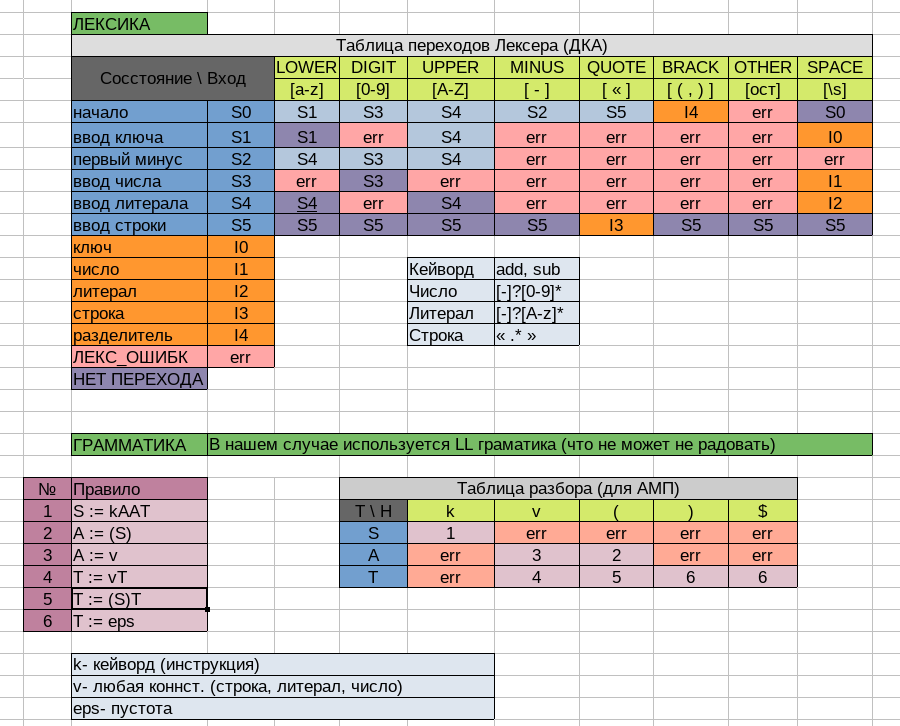 ЛЕКСИКА
Таблица переходов Лексера (ДКА)
Сосстояние \ Вход LOWER DIGIT UPPER MINUS QUOTE BRACK OTHER SPACE
[a-z] [0-9] [A-Z] [ - ] [ « ] [ ( , ) ] [ост] [\s]
начало S0 S1 S3 S4 S2 S5 I4 err S0
ввод ключа S1 S1 err S4 err err err err I0
первый минус S2 S4 S3 S4 err err err err err
ввод числа S3 err S3 err err err err err I1
ввод литерала S4 S4 err S4 err err err err I2
ввод строки S5 S5 S5 S5 S5 I3 S5 S5 S5
ключ I0
число I1 Кейворд add, sub
литерал I2 Число [-]?[0-9]*
строка I3 Литерал [-]?[A-z]*
разделитель I4 Строка « .* »
ЛЕКС_ОШИБК err
НЕТ ПЕРЕХОДА
ГРАММАТИКА В нашем случае используется LL граматика (что не может не радовать)
№ Правило Таблица разбора (для АМП)
1 S := kAAT T \ H k v ( ) $
2 A := (S) S 1 err err err err
3 A := v A err 3 2 err err
4 T := vT T err 4 5 6 6
5 T := (S)T
6 T := eps
k- кейворд (инструкция)
v- любая коннст. (строка, литерал, число)
eps- пустота